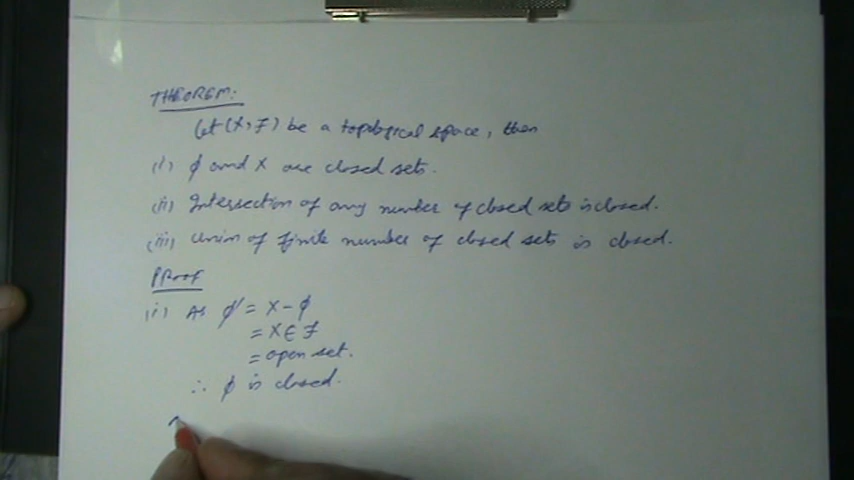 THEOREM:
Let (X, F) be a topological space, then
(i) φ and X are closed sets.
(ii) Intersection of any number of closed sets is closed.
(iii) Union of finite number of closed sets is closed.
Proof
(i) As φ' = X - φ
= X ∈ F
= open set.
∴ φ is closed.